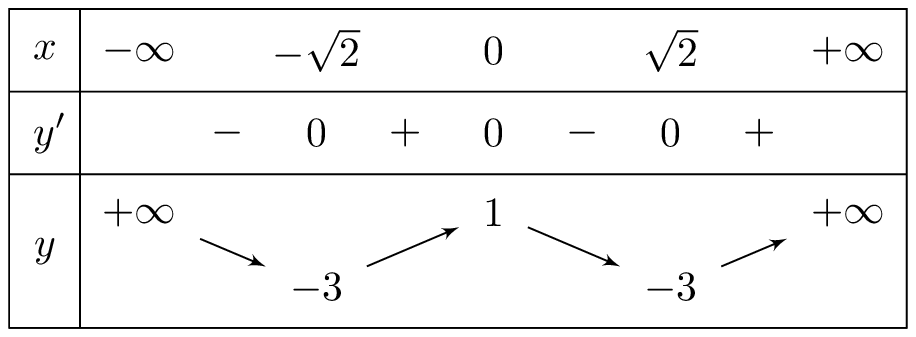 x −∞ −√2 0 √2 +∞
y′ − 0 + 0 − 0 +
+∞ 1 +∞
y
−3 −3